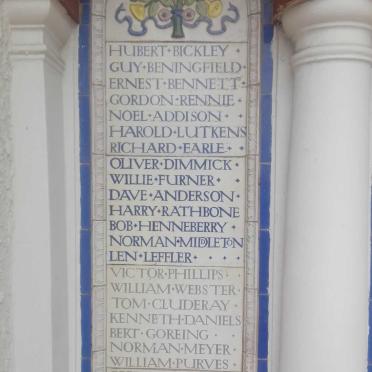 HUBERT·BICKLEY
GUY·BENINGFIELD·
ERNEST·BENNETT·
GORDON·RENNIE·
NOEL·ADDISON·
HAROLD·LUTKENS
RICHARD·EARLE··
OLIVER·DIMMICK·
WILLIE·FURNER··
DAVE·ANDERSON·
HARRY·RATHBONE
BOB·HENNEBERRY·
NORMAN·MIDLETON
LEN·LEFFLER··
VICTOR·PHILLIPS··
WILLIAM·WEBSTER·
TOM·CLUDERAY··
KENNETH·DANIELS
BERT·GOREING··
NORMAN·MEYER·
WILLIAM·PURVES·